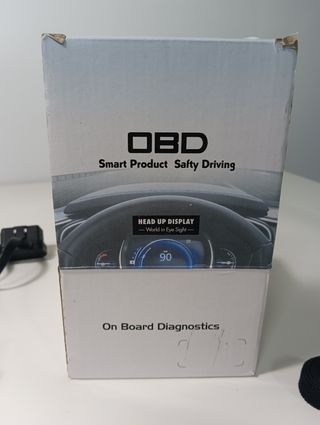 OBD
Smart Product Safty Driving
HEAD UP DISPLAY
— World in Eye Sight —
90
On Board Diagnostics